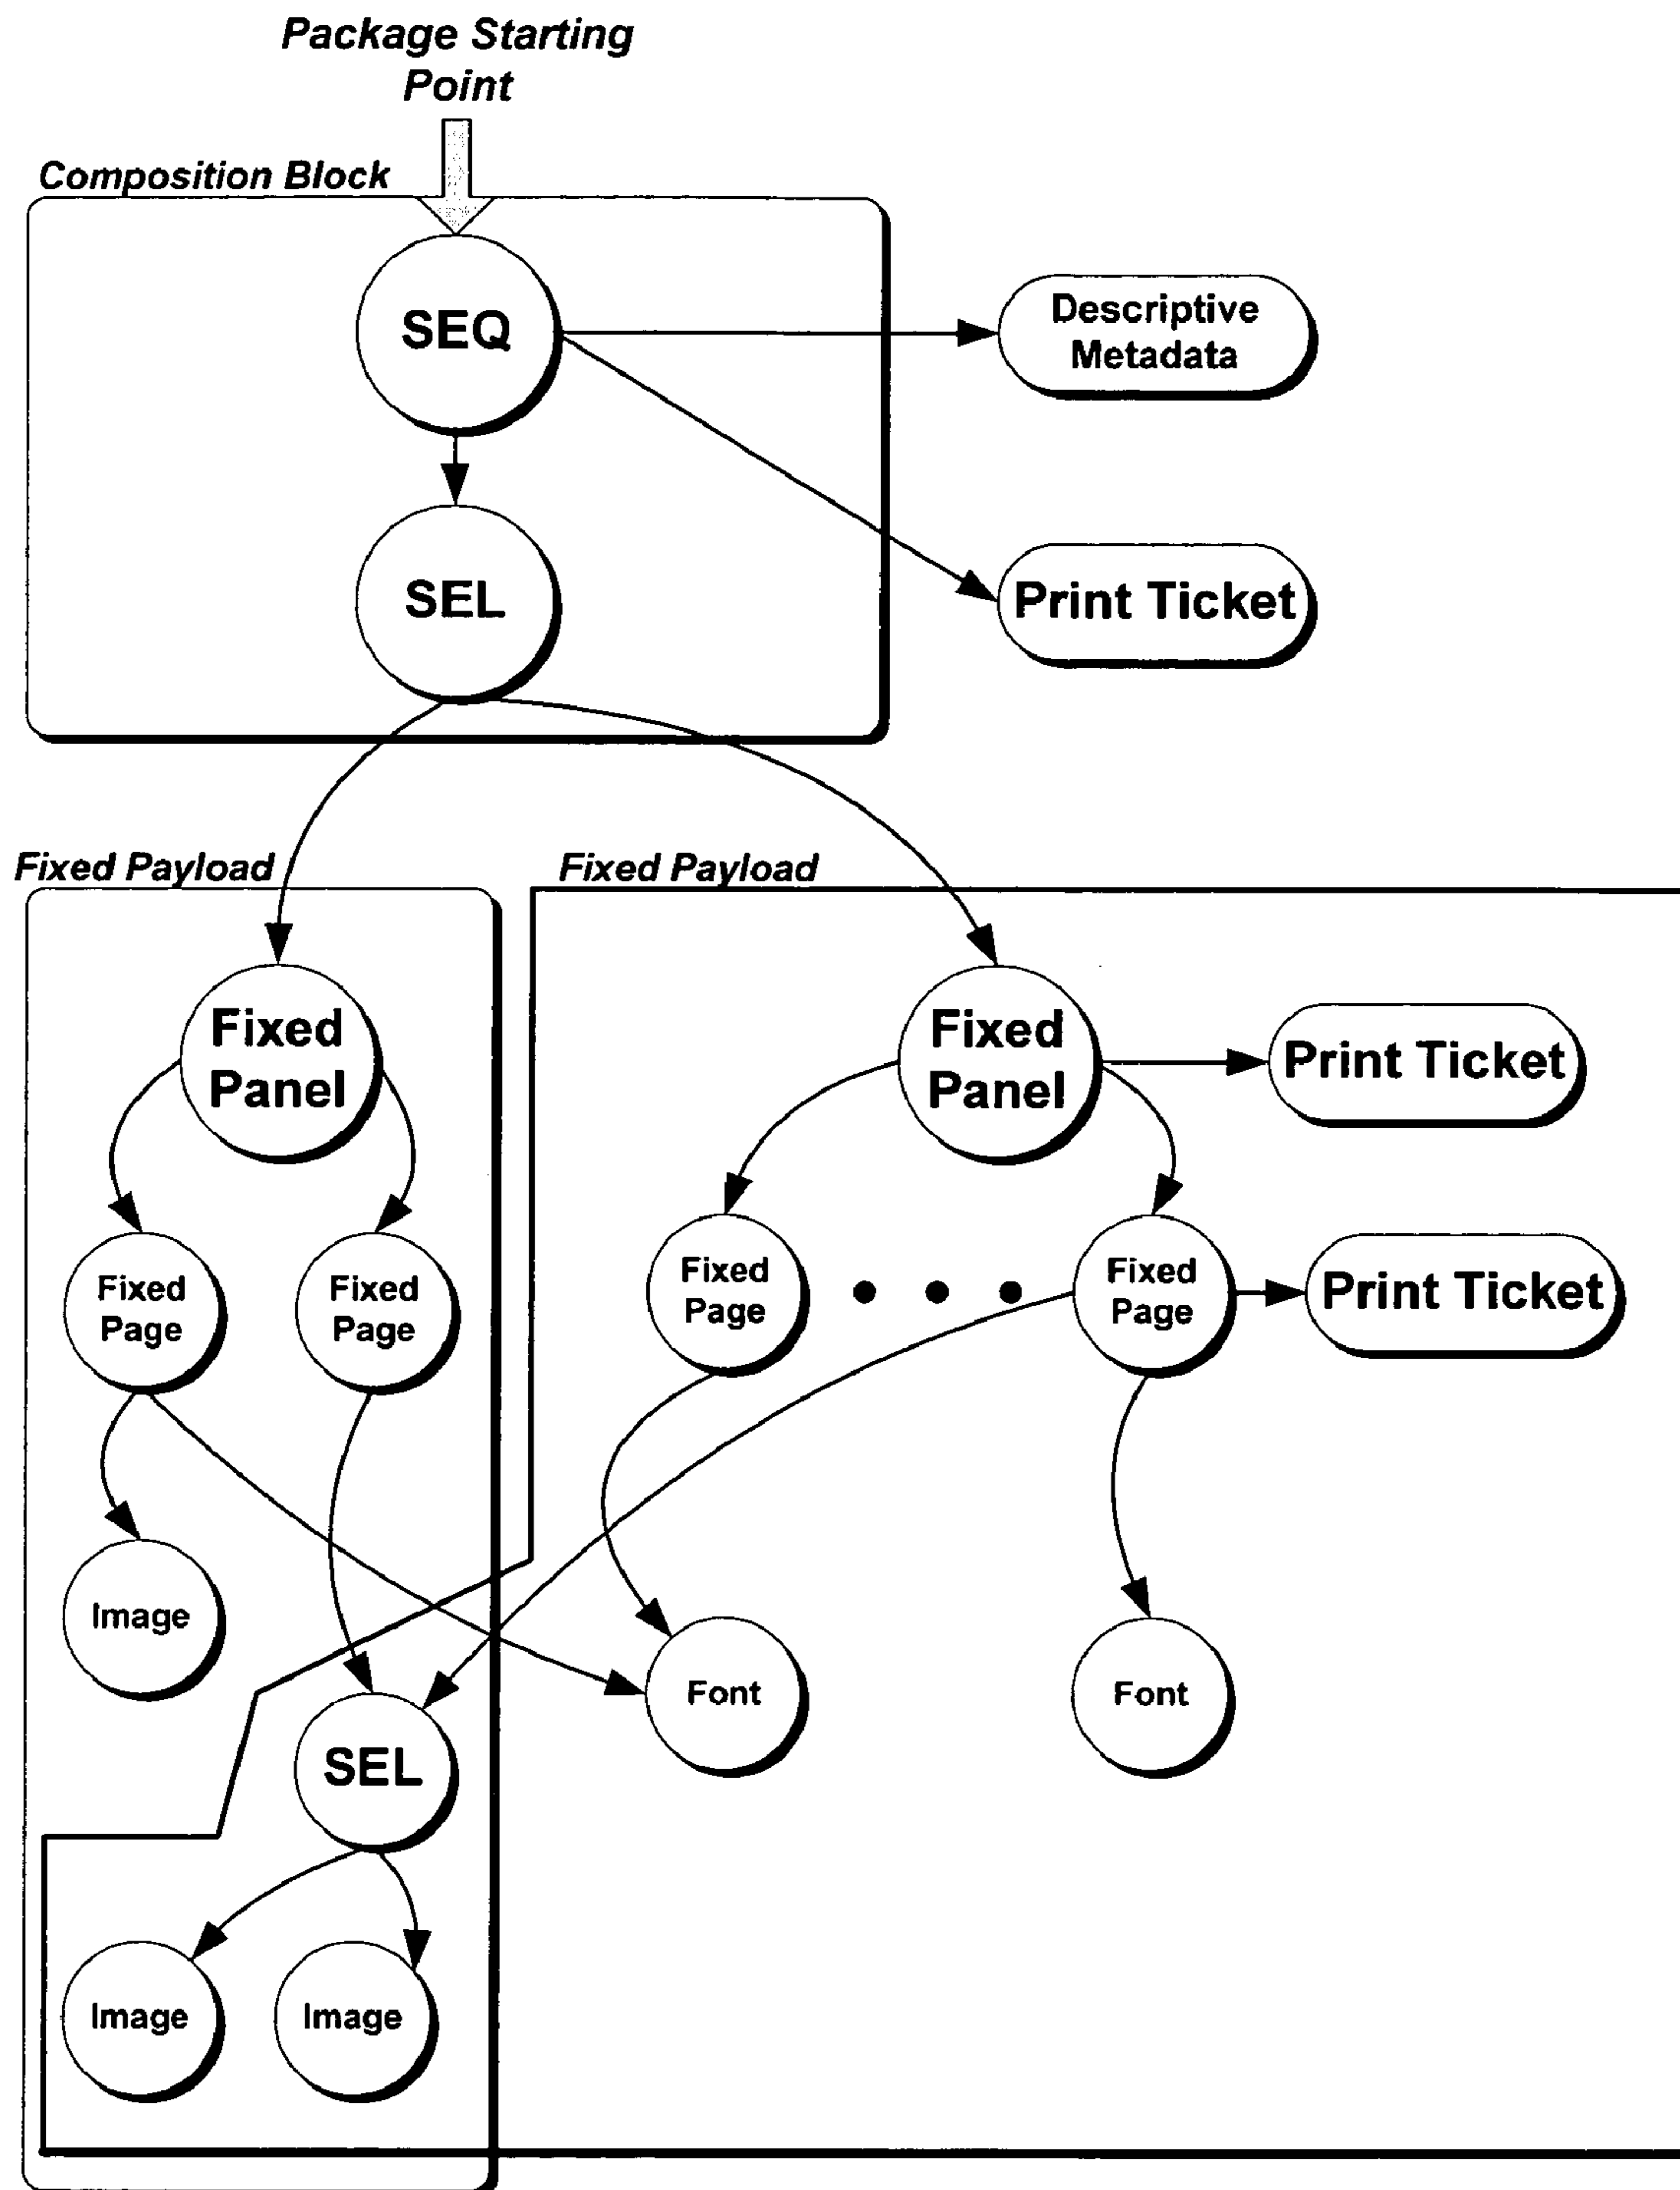 Package Starting
Point
Composition Block
SEQ
Descriptive
Metadata
SEL
Print Ticket
Fixed Payload
Fixed Payload
Fixed
Panel
Fixed
Panel
Print Ticket
Fixed
Page
Fixed
Page
Fixed
Page
Fixed
Page
Print Ticket
Image
Font
Font
SEL
Image
Image